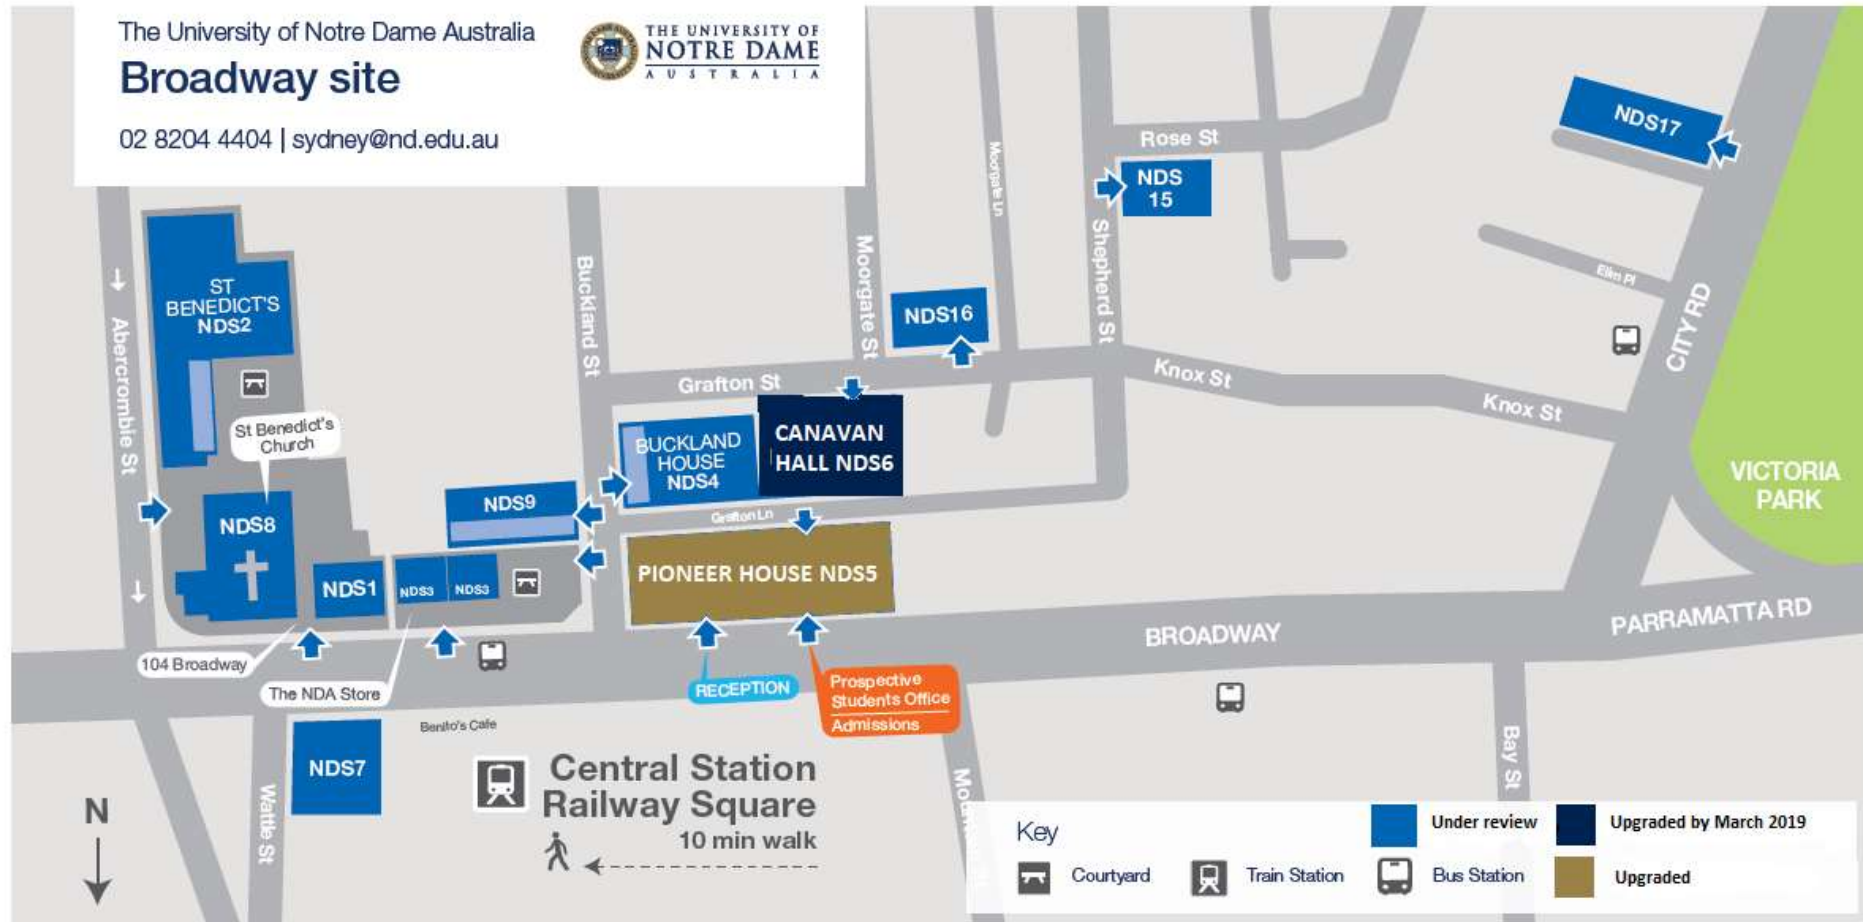 The University of Notre Dame Australia
Broadway site
02 8204 4404 | sydney@nd.edu.au
THE UNIVERSITY OF
NOTRE DAME
AUSTRALIA
NDS17
Rose St
NDS
15
Moorgate Ln
Shepherd St
Moorgate St
Buckland St
Abercrombie St
ST
BENEDICT'S
NDS2
NDS16
Elim Pl
CITY RD
Grafton St
Knox St
Knox St
St Benedict's
Church
BUCKLAND
HOUSE
NDS4
CANAVAN
HALL NDS6
VICTORIA
PARK
NDS9
NDS8
Grafton Ln
PIONEER HOUSE NDS5
NDS1
NDS3
NDS3
BROADWAY
PARRAMATTA RD
104 Broadway
The NDA Store
RECEPTION
Prospective
Students Office
Admissions
Benito's Cafe
NDS7
Central Station
Railway Square
10 min walk
Wattle St
Bay St
N
Key
Under review
Upgraded by March 2019
Courtyard
Train Station
Bus Station
Upgraded